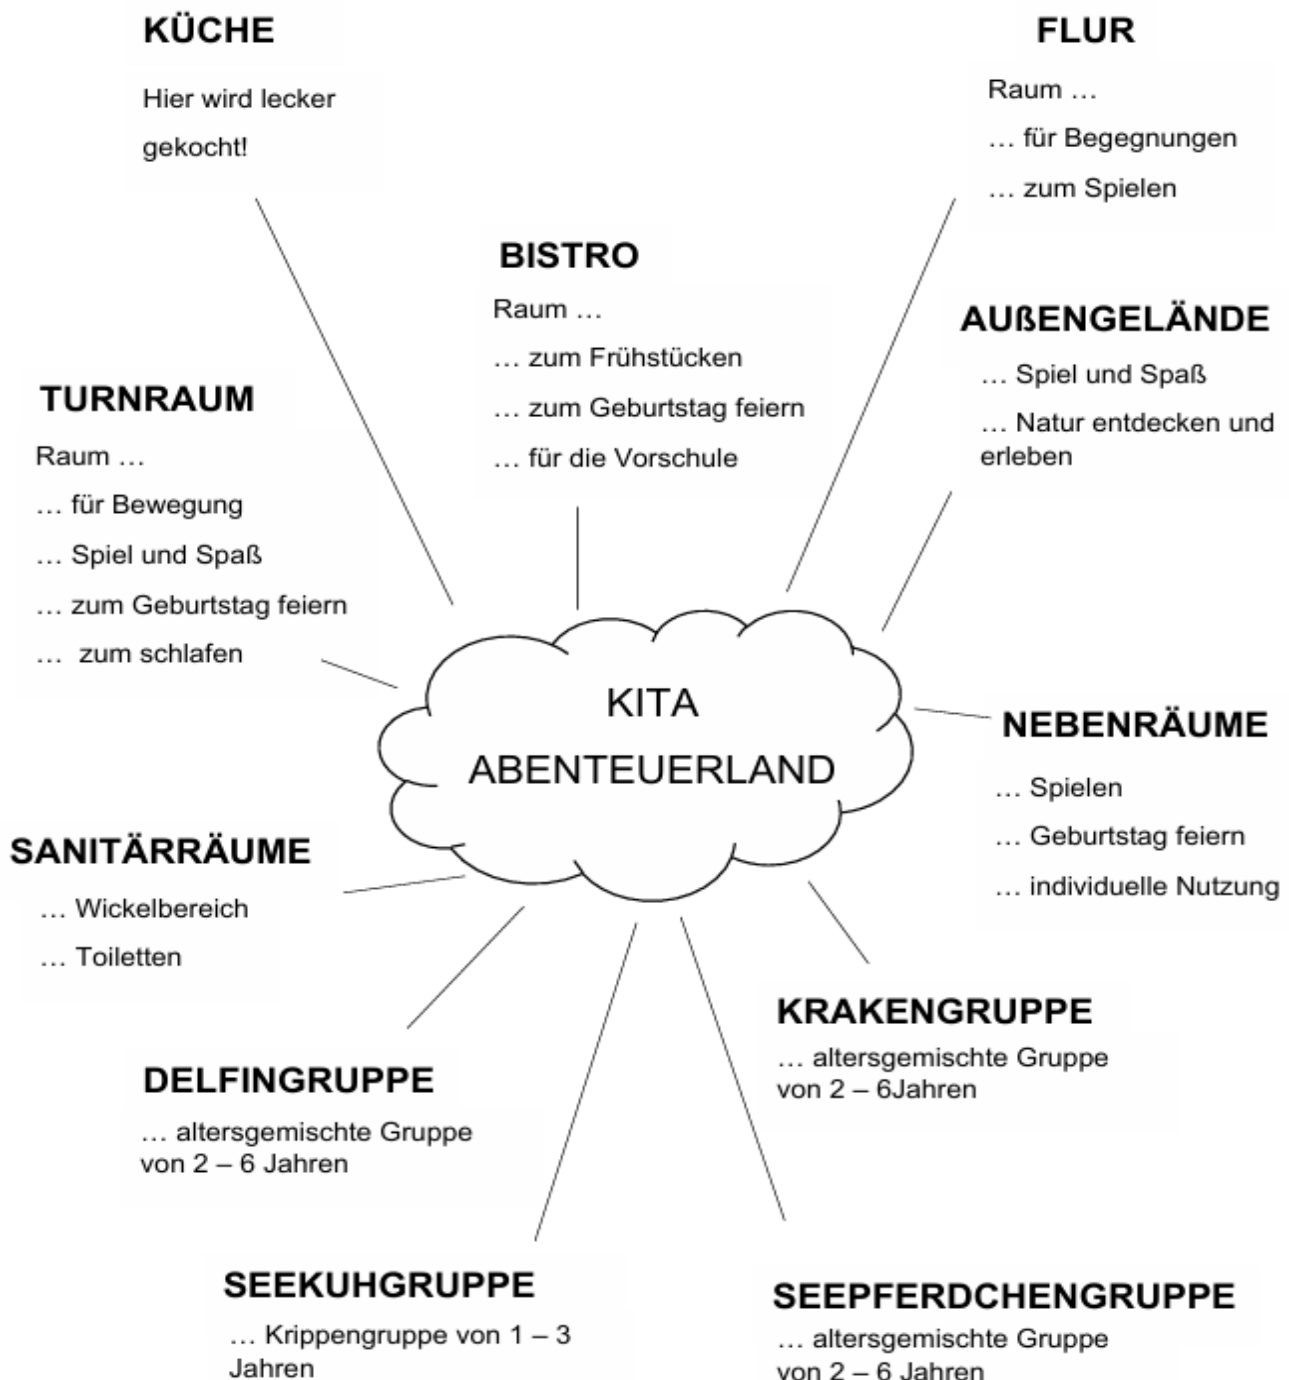 KÜCHE
Hier wird lecker
gekocht!
FLUR
Raum …
… für Begegnungen
… zum Spielen
BISTRO
Raum …
… zum Frühstücken
… zum Geburtstag feiern
… für die Vorschule
AUßENGELÄNDE
… Spiel und Spaß
… Natur entdecken und
erleben
TURNRAUM
Raum …
… für Bewegung
… Spiel und Spaß
… zum Geburtstag feiern
… zum schlafen
KITA
ABENTEUERLAND
NEBENRÄUME
… Spielen
… Geburtstag feiern
… individuelle Nutzung
SANITÄRRÄUME
… Wickelbereich
… Toiletten
KRAKENGRUPPE
… altersgemischte Gruppe
von 2 – 6Jahren
DELFINGRUPPE
… altersgemischte Gruppe
von 2 – 6 Jahren
SEEKUHGRUPPE
… Krippengruppe von 1 – 3
Jahren
SEEPFERDCHENGRUPPE
… altersgemischte Gruppe
von 2 – 6 Jahren